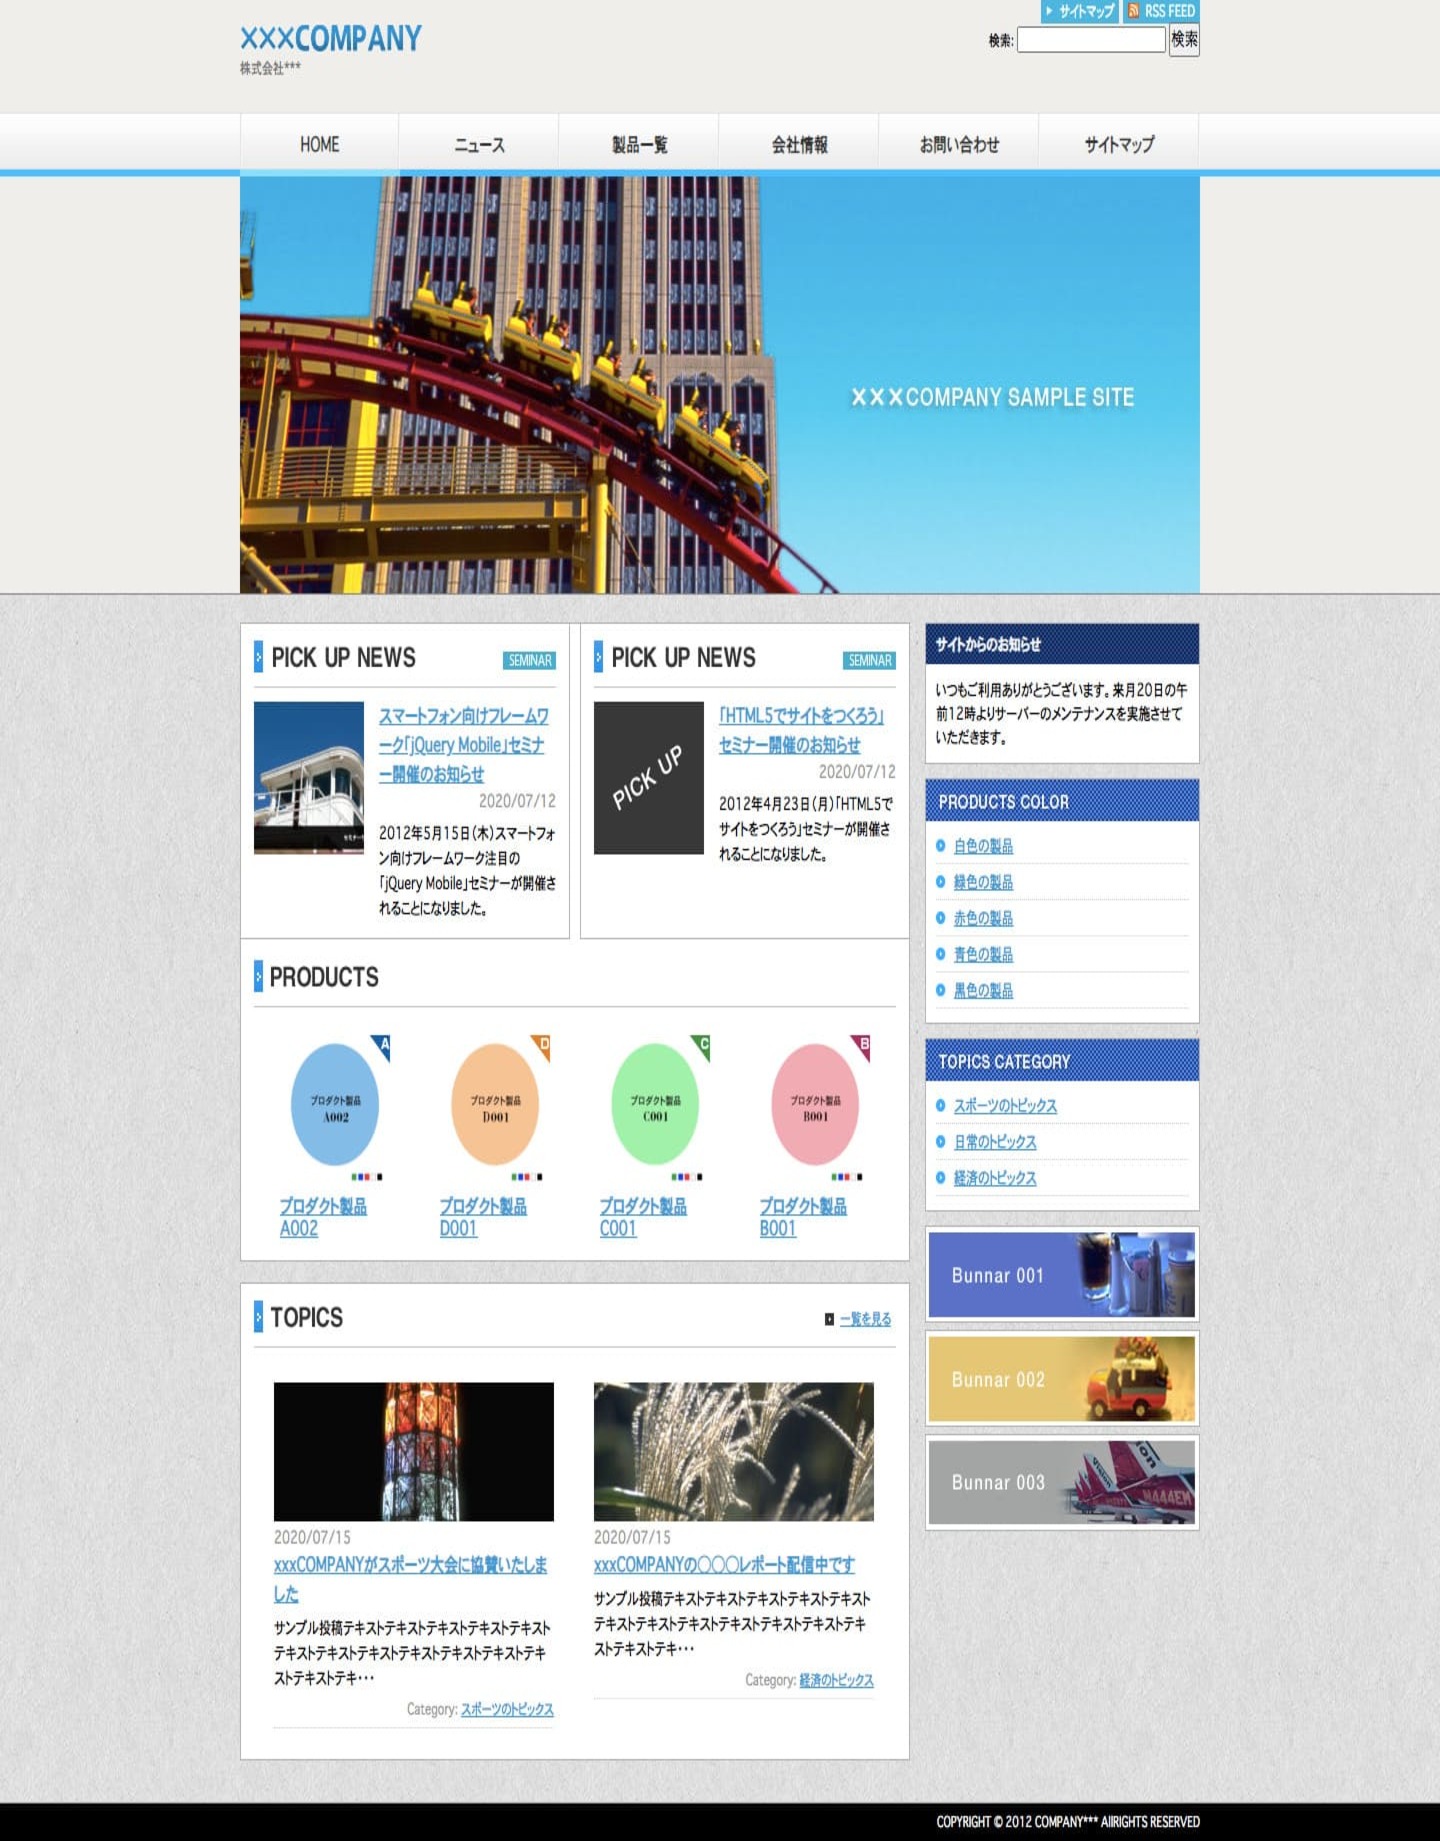 サイトマップ
RSS FEED
×××COMPANY
株式会社***
検索:
検索
HOME
ニュース
製品一覧
会社情報
お問い合わせ
サイトマップ
×××COMPANY SAMPLE SITE
PICK UP NEWS
SEMINAR
スマートフォン向けフレームワ
ーク「jQuery Mobile」セミナ
ー開催のお知らせ
2020/07/12
2012年5月15日(木)スマートフォ
ン向けフレームワーク注目の
「jQuery Mobile」セミナーが開催さ
れることになりました。
PICK UP NEWS
SEMINAR
PICK UP
「HTML5でサイトをつくろう」
セミナー開催のお知らせ
2020/07/12
2012年4月23日(月)「HTML5で
サイトをつくろう」セミナーが開催さ
れることになりました。
PRODUCTS
A
プロダクト製品
A002
プロダクト製品
A002
D
プロダクト製品
D001
プロダクト製品
D001
C
プロダクト製品
C001
プロダクト製品
C001
B
プロダクト製品
B001
プロダクト製品
B001
TOPICS
一覧を見る
2020/07/15
xxxCOMPANYがスポーツ大会に協賛いたしま
した
サンプル投稿テキストテキストテキストテキストテキスト
テキストテキストテキストテキストテキストテキストテキ
ストテキストテキ･･･
Category: スポーツのトピックス
2020/07/15
xxxCOMPANYの○○○レポート配信中です
サンプル投稿テキストテキストテキストテキストテキスト
テキストテキストテキストテキストテキストテキストテキ
ストテキストテキ･･･
Category: 経済のトピックス
サイトからのお知らせ
いつもご利用ありがとうございます。来月20日の午
前12時よりサーバーのメンテナンスを実施させて
いただきます。
PRODUCTS COLOR
白色の製品
緑色の製品
赤色の製品
青色の製品
黒色の製品
TOPICS CATEGORY
スポーツのトピックス
日常のトピックス
経済のトピックス
Bunnar 001
Bunnar 002
Bunnar 003
N444EM
COPYRIGHT © 2012 COMPANY*** AllRIGHTS RESERVED